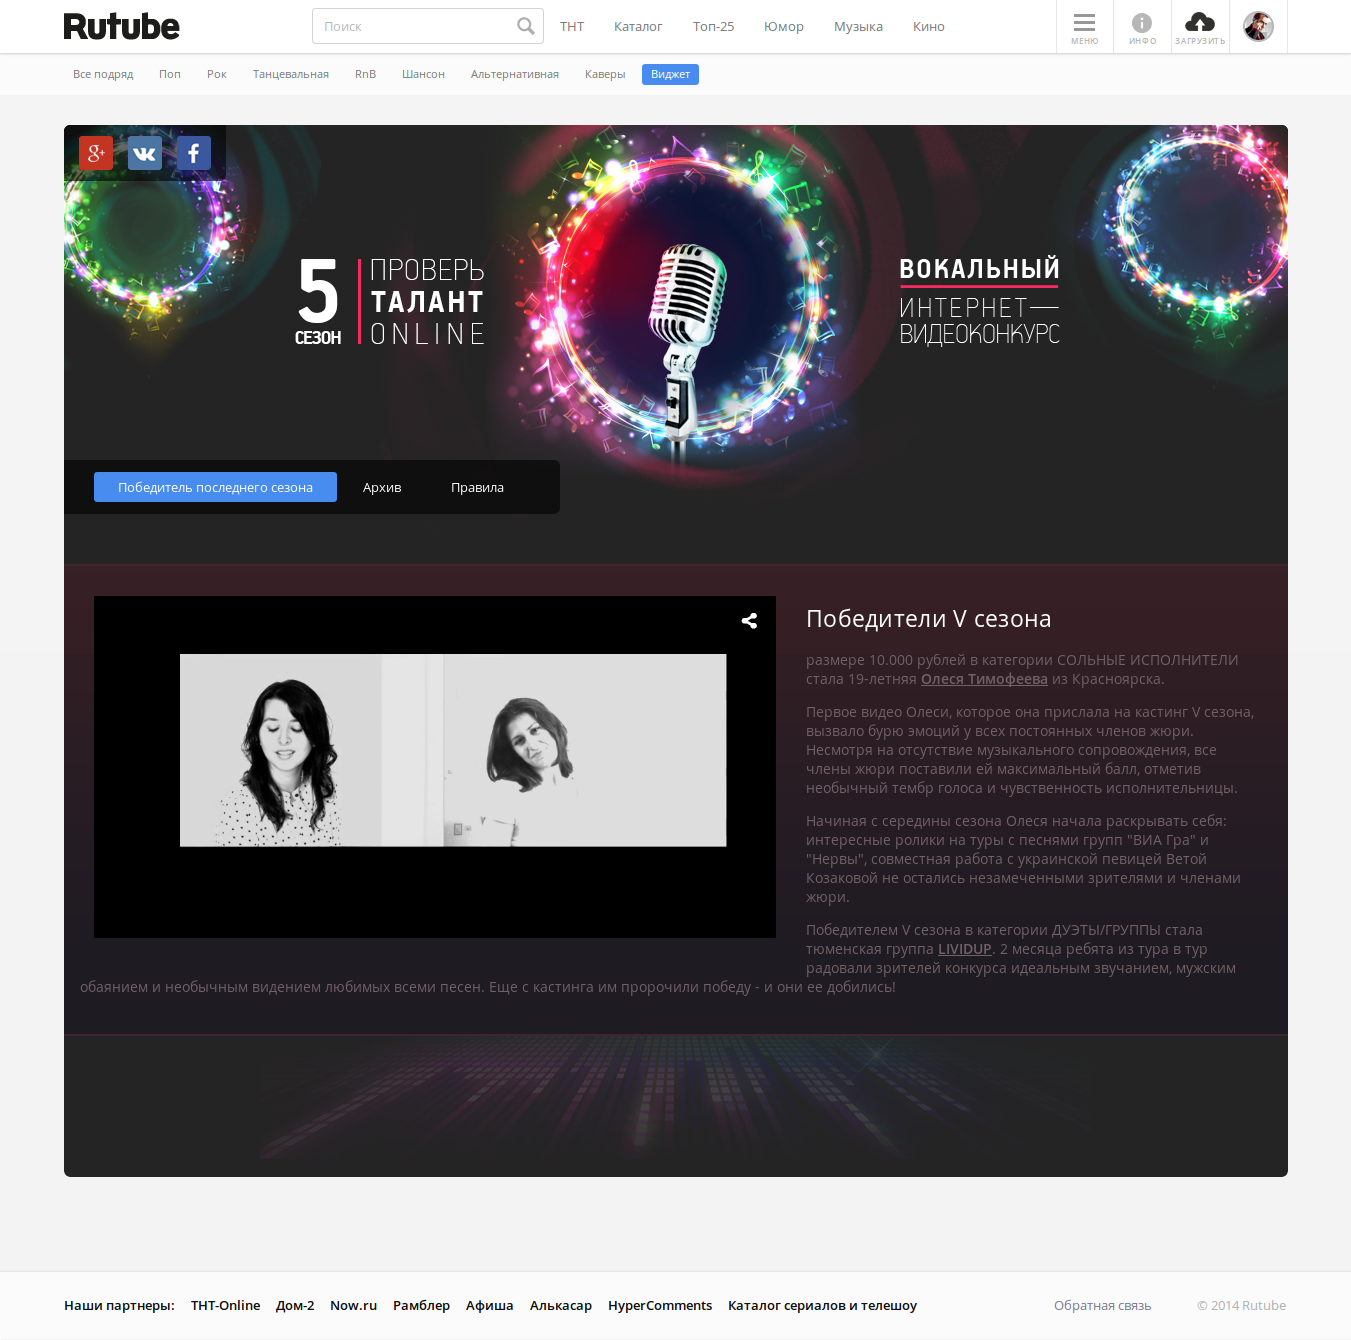 Rutube
Поиск
ТНТ
Каталог
Топ-25
Юмор
Музыка
Кино
МЕНЮ
ИНФО
ЗАГРУЗИТЬ
Все подряд
Поп
Рок
Танцевальная
RnB
Шансон
Альтернативная
Каверы
Виджет
5
СЕЗОН
ПРОВЕРЬ
ТАЛАНТ
ONLINE
ВОКАЛЬНЫЙ
ИНТЕРНЕТ—
ВИДЕОКОНКУРС
Победитель последнего сезона
Архив
Правила
Победители V сезона
размере 10.000 рублей в категории СОЛЬНЫЕ ИСПОЛНИТЕЛИ
стала 19-летняя Олеся Тимофеева из Красноярска.
Первое видео Олеси, которое она прислала на кастинг V сезона,
вызвало бурю эмоций у всех постоянных членов жюри.
Несмотря на отсутствие музыкального сопровождения, все
члены жюри поставили ей максимальный балл, отметив
необычный тембр голоса и чувственность исполнительницы.
Начиная с середины сезона Олеся начала раскрывать себя:
интересные ролики на туры с песнями групп "ВИА Гра" и
"Нервы", совместная работа с украинской певицей Ветой
Козаковой не остались незамеченными зрителями и членами
жюри.
Победителем V сезона в категории ДУЭТЫ/ГРУППЫ стала
тюменская группа LIVIDUP. 2 месяца ребята из тура в тур
радовали зрителей конкурса идеальным звучанием, мужским
обаянием и необычным видением любимых всеми песен. Еще с кастинга им пророчили победу - и они ее добились!
Наши партнеры: ТНТ-Online Дом-2 Now.ru Рамблер Афиша Алькасар HyperComments Каталог сериалов и телешоу
Обратная связь
© 2014 Rutube